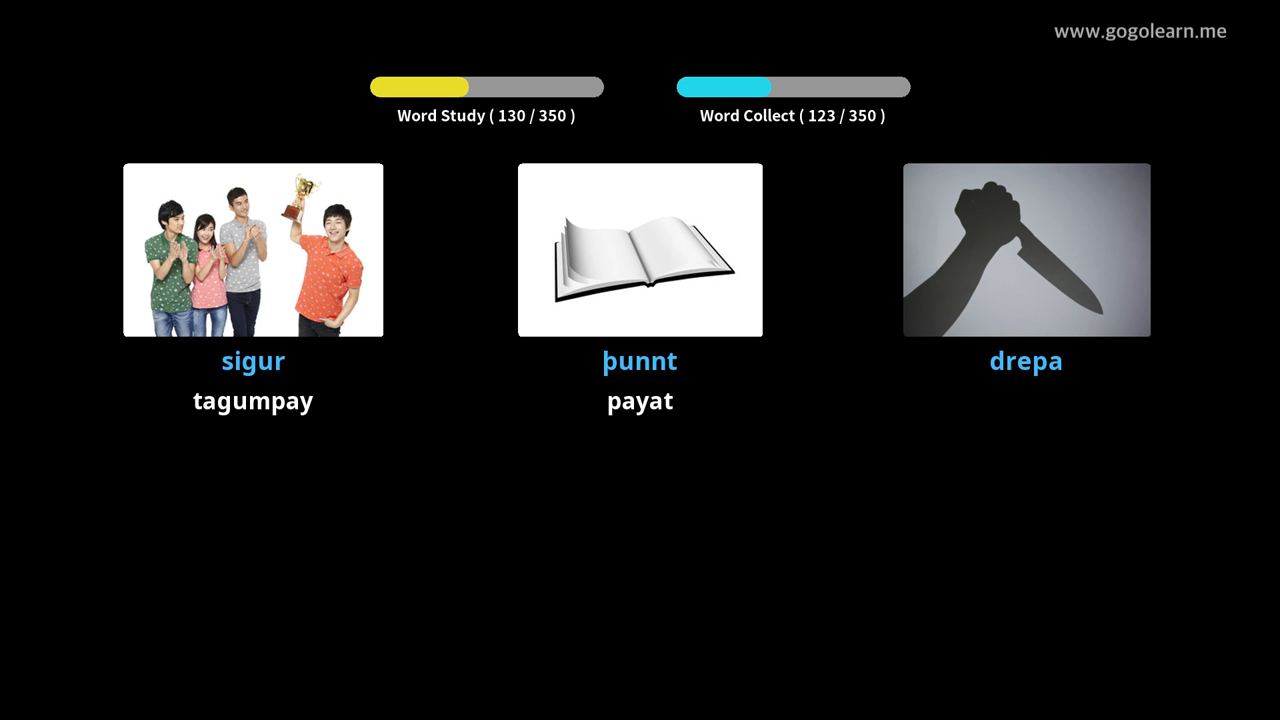 www.gogolearn.me
Word Study ( 130 / 350 )
Word Collect ( 123 / 350 )
sigur
þunnt
drepa
tagumpay
payat